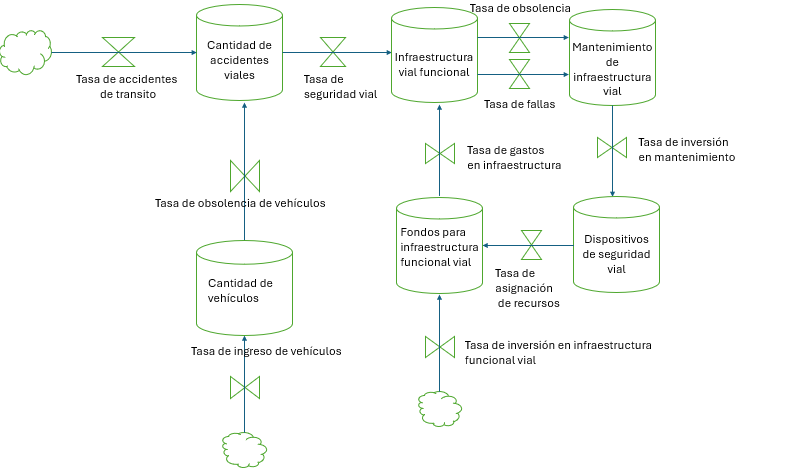 Tasa de obsolencia
Cantidad de
accidentes
viales
Infraestructura
vial funcional
Mantenimiento
de
infraestructura
vial
Tasa de accidentes
de transito
Tasa de
seguridad vial
Tasa de fallas
Tasa de gastos
en infraestructura
Tasa de inversión
en mantenimiento
Tasa de obsolencia de vehículos
Fondos para
infraestructura
funcional vial
Dispositivos
de seguridad
vial
Cantidad de
vehículos
Tasa de
asignación
de recursos
Tasa de ingreso de vehículos
Tasa de inversión en infraestructura
funcional vial